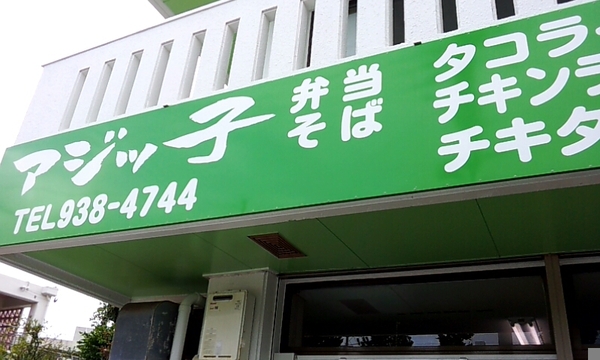 アジッ子
TEL938-4744
弁当
そば
タコラ
チキン
チキタ